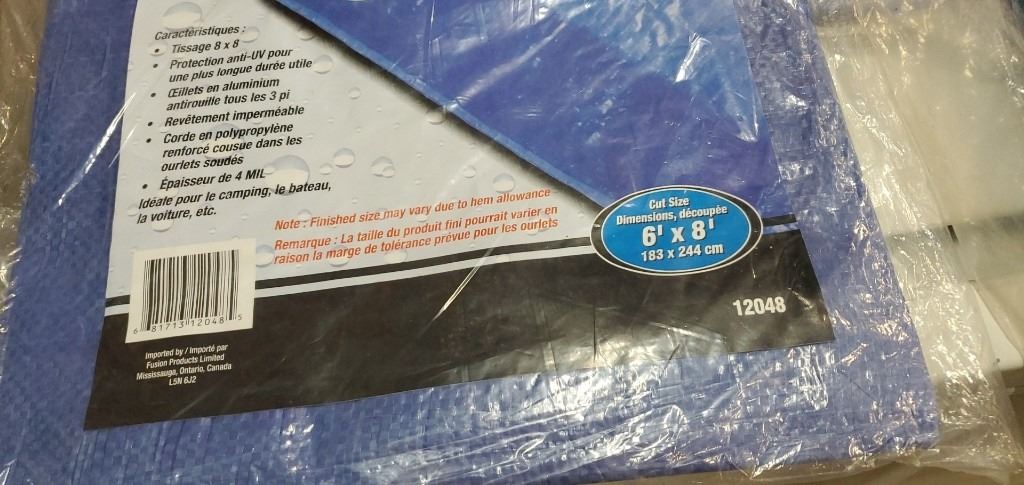 Caractéristiques :
• Tissage 8 x 8
• Protection anti-UV pour
une plus longue durée utile
• Œillets en aluminium
antirouille tous les 3 pi
• Revêtement imperméable
• Corde en polypropylène
renforcé cousue dans les
ourlets soudés
• Épaisseur de 4 MIL
Idéale pour le camping, le bateau,
la voiture, etc.
Note : Finished size may vary due to hem allowance
Remarque : La taille du produit fini pourrait varier en
raison la marge de tolérance prévue pour les ourlets
Cut Size
Dimensions, découpée
6' x 8'
183 x 244 cm
12048
6 81713 12048 5
Imported by / Importé par
Fusion Products Limited
Mississauga, Ontario, Canada
L5N 6J2